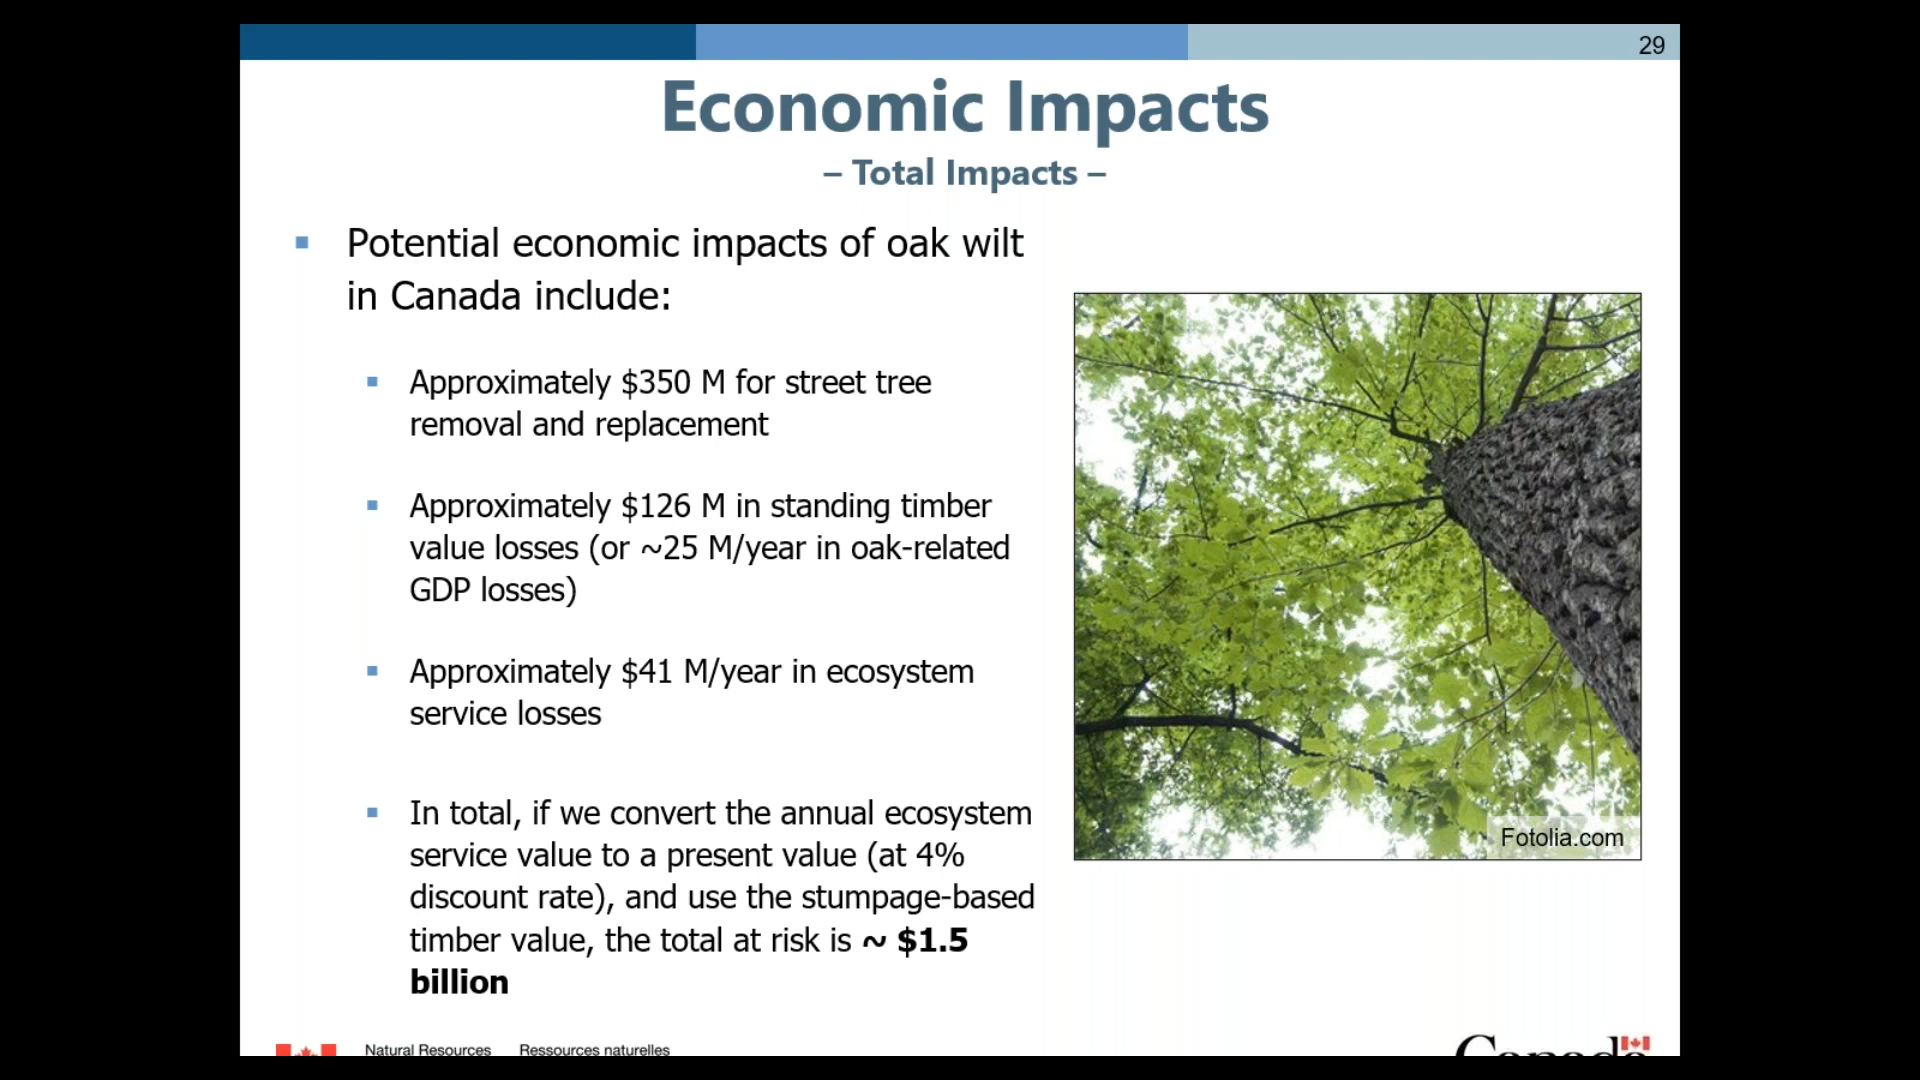 29
Economic Impacts
– Total Impacts –
Potential economic impacts of oak wilt
in Canada include:
Approximately $350 M for street tree
removal and replacement
Approximately $126 M in standing timber
value losses (or ~25 M/year in oak-related
GDP losses)
Approximately $41 M/year in ecosystem
service losses
In total, if we convert the annual ecosystem
service value to a present value (at 4%
discount rate), and use the stumpage-based
timber value, the total at risk is ~ $1.5
billion
Fotolia.com
Natural Resources Ressources naturelles
Canada